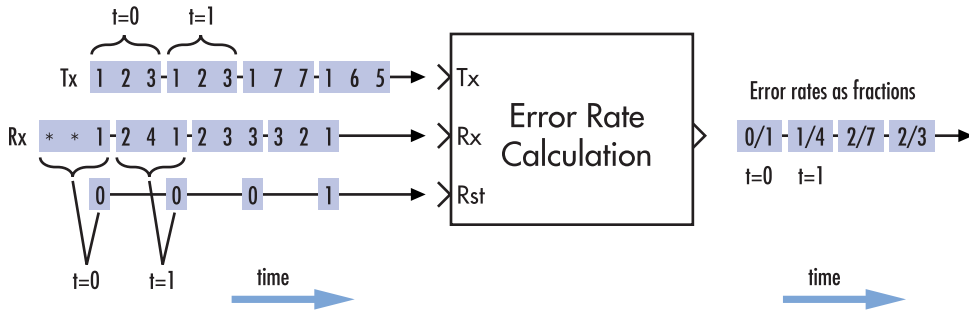 t=0 t=1
Tx 1 2 3 1 2 3 1 7 7 1 6 5
Rx * * 1 2 4 1 2 3 3 3 2 1
0 0 0 1
t=0 t=1
time
Tx
Rx
Rst
Error Rate
Calculation
Error rates as fractions
0/1 1/4 2/7 2/3
t=0 t=1
time